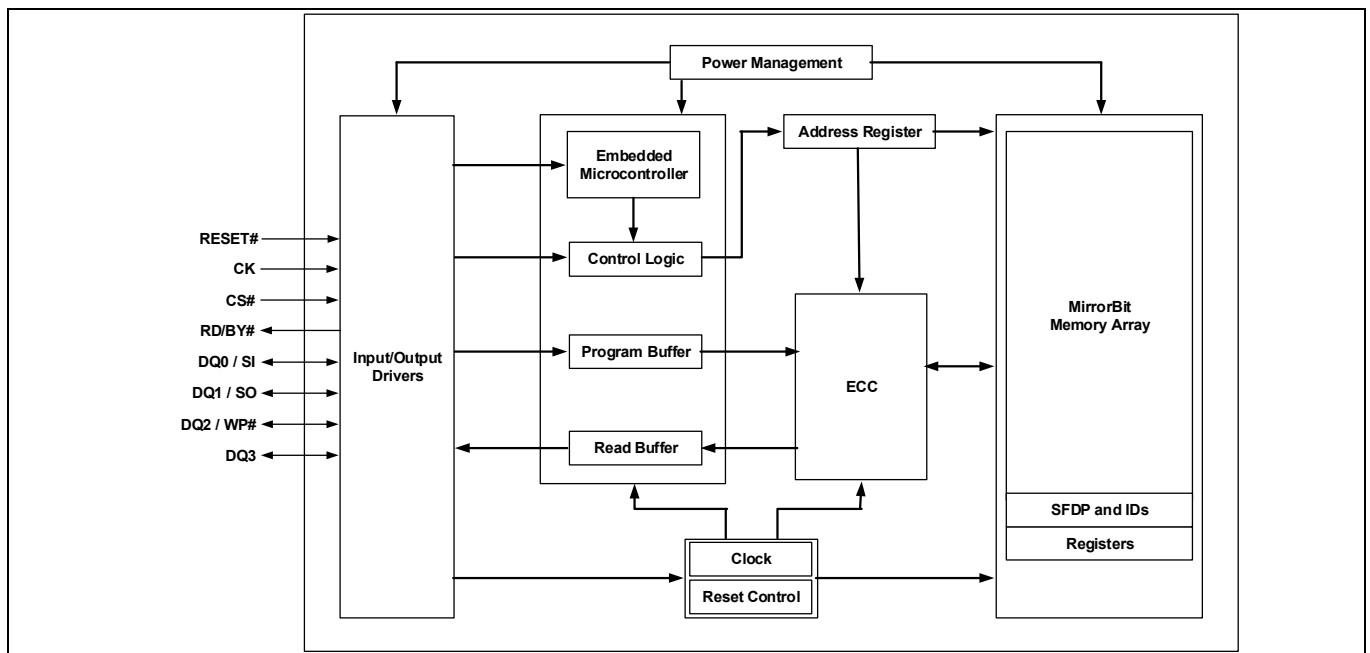 Power Management
Address Register
Embedded
Microcontroller
RESET#
Control Logic
CK
CS#
MirrorBit
Memory Array
RD/BY#
Program Buffer
Input/Output
Drivers
DQ0 / SI
ECC
DQ1 / SO
DQ2 / WP#
Read Buffer
DQ3
SFDP and IDs
Registers
Clock
Reset Control